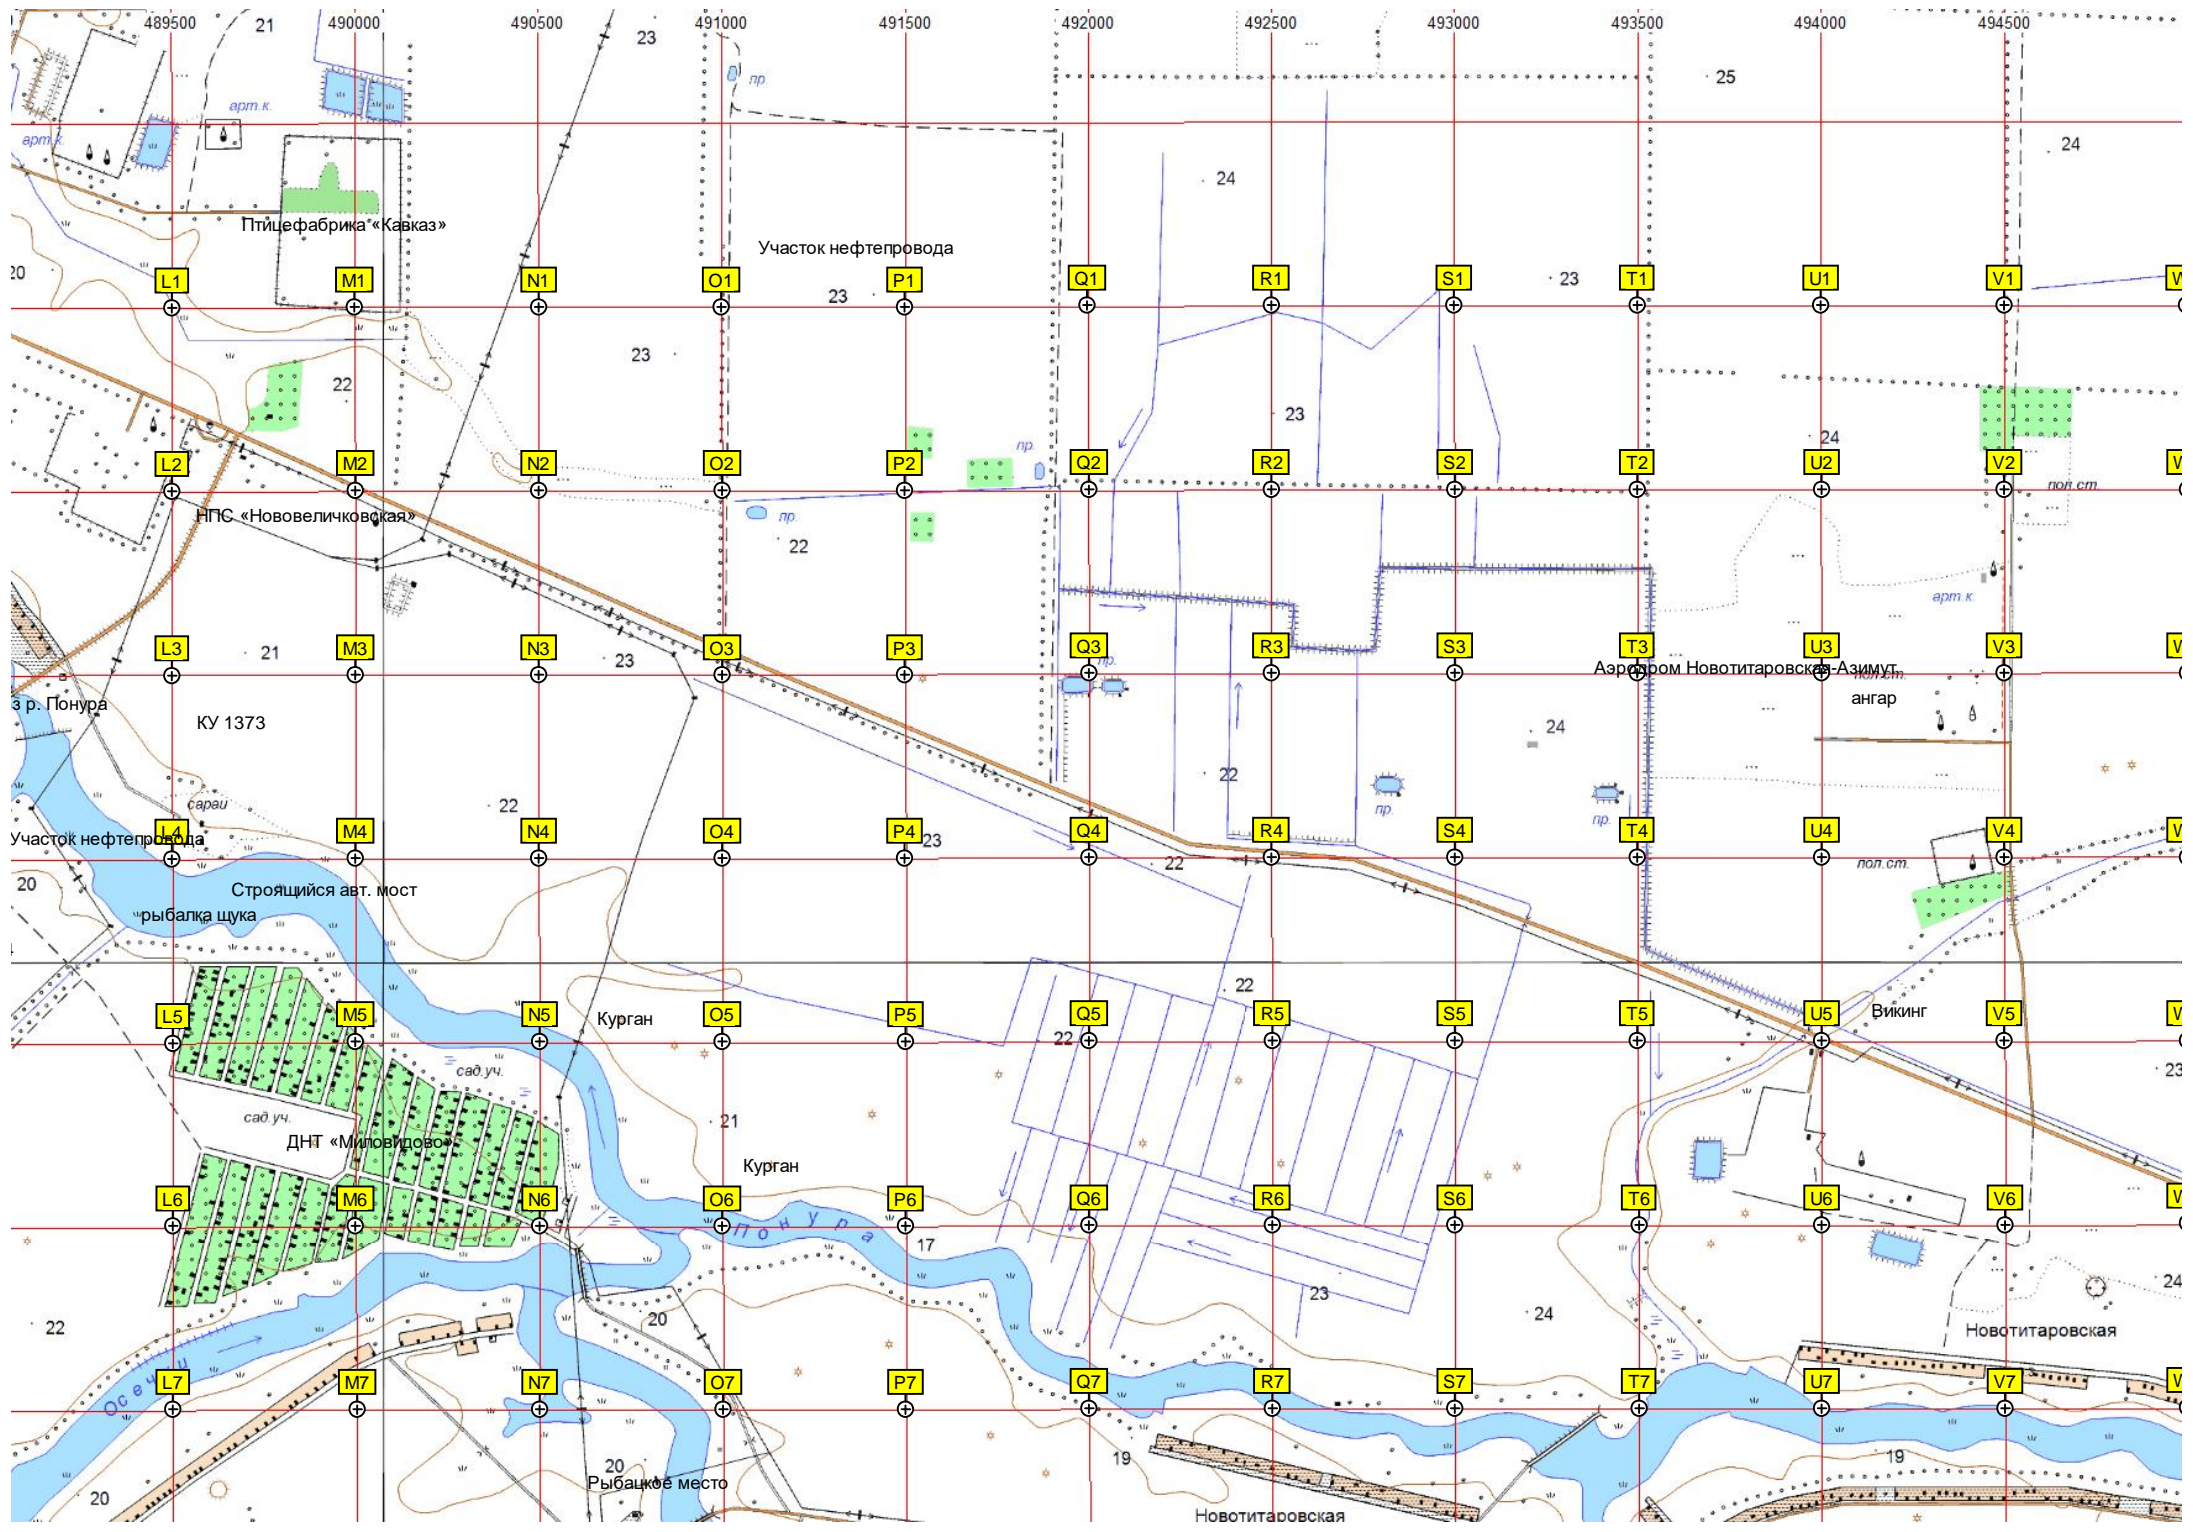 489500 490000 490500 491000 491500 492000 492500 493000 493500 494000 494500
21
23
25
пр.
арт.к.
арт.к.
24
24
Птицефабрика «Кавказ»
Участок нефтепровода
20
L1 M1 N1 O1 P1 Q1 R1 S1 T1 U1 V1 W
23
23
23
22
23
24
пр.
L2 M2 N2 O2 P2 Q2 R2 S2 T2 U2 V2 W
пол.ст.
НПС «Нововеличковская»
пр.
22
арт.к.
L3 M3 N3 O3 P3 Q3 R3 S3 T3 U3 V3 W
21
23
пр.
Аэродром Новотитаровская-Азимут
пол.ст.
ангар
з р. Понура
КУ 1373
24
22
сарай
22
пр.
пр.
L4 M4 N4 O4 P4 Q4 R4 S4 T4 U4 V4 W
Участок нефтепровода
23
22
пол.ст.
20
Строящийся авт. мост
рыбалка щука
22
L5 M5 N5 O5 P5 Q5 R5 S5 T5 U5 V5 W
Курган
Викинг
22
сад.уч.
23
сад.уч.
21
ДНТ «Миловидово»
Курган
L6 M6 N6 O6 P6 Q6 R6 S6 T6 U6 V6 W
Понура
17
24
23
24
20
22
Новотитаровская
L7 M7 N7 O7 P7 Q7 R7 S7 T7 U7 V7 W
Осечки
19
19
20
Рыбацкое место
20
Новотитаровская